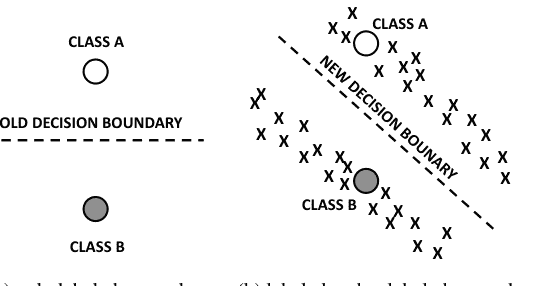 CLASS A
OLD DECISION BOUNDARY
CLASS B
CLASS A
NEW DECISION BOUNARY
CLASS B